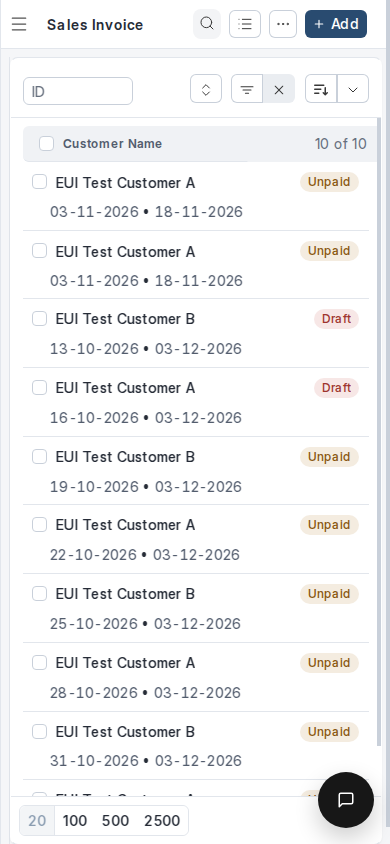 Sales Invoice
+ Add
ID
Customer Name 10 of 10
EUI Test Customer A Unpaid
03-11-2026 • 18-11-2026
EUI Test Customer A Unpaid
03-11-2026 • 18-11-2026
EUI Test Customer B Draft
13-10-2026 • 03-12-2026
EUI Test Customer A Draft
16-10-2026 • 03-12-2026
EUI Test Customer B Unpaid
19-10-2026 • 03-12-2026
EUI Test Customer A Unpaid
22-10-2026 • 03-12-2026
EUI Test Customer B Unpaid
25-10-2026 • 03-12-2026
EUI Test Customer A Unpaid
28-10-2026 • 03-12-2026
EUI Test Customer B Unpaid
31-10-2026 • 03-12-2026
20 100 500 2500